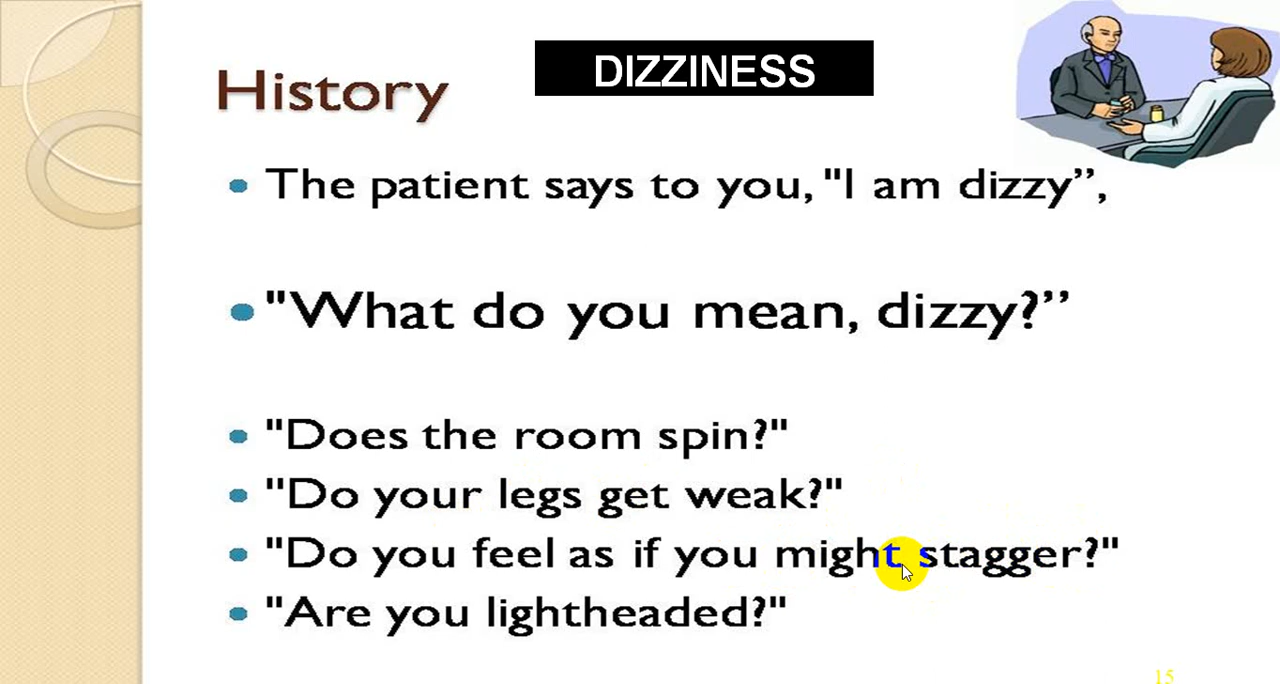 History
DIZZINESS
The patient says to you, "I am dizzy”,
"What do you mean, dizzy?”
"Does the room spin?"
"Do your legs get weak?"
"Do you feel as if you might stagger?"
"Are you lightheaded?"
15